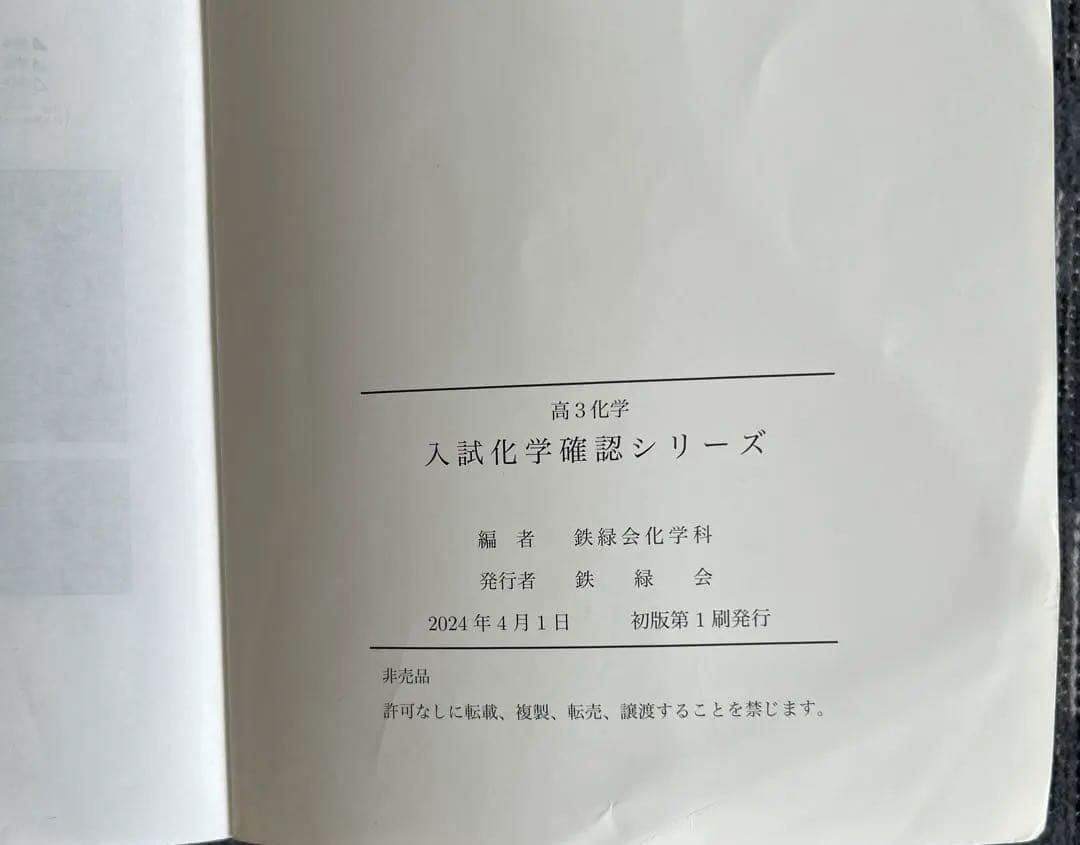 高3化学
入試化学確認シリーズ
編 者 鉄緑会化学科
発行者 鉄 緑 会
2024年4月1日 初版第1刷発行
非売品
許可なしに転載、複製、転売、譲渡することを禁じます。